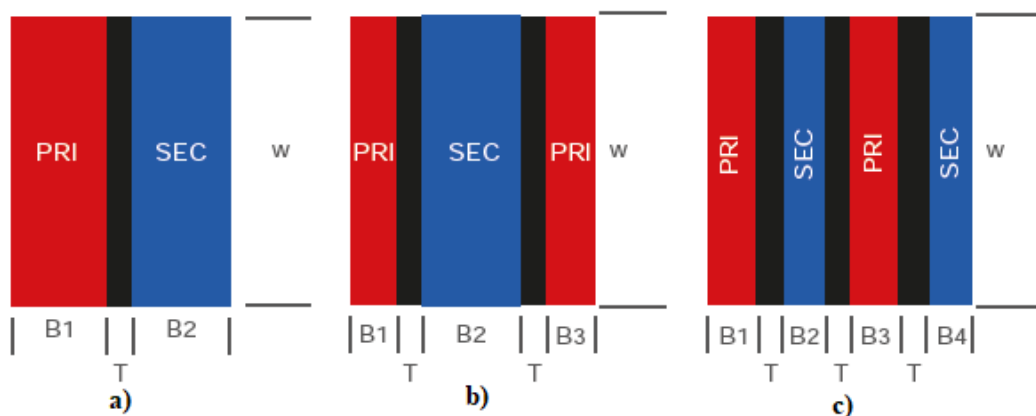 PRI SEC w
B1 B2
T
a)
PRI SEC PRI w
B1 B2 B3
T T
b)
PRI SEC PRI SEC w
B1 B2 B3 B4
T T T
c)